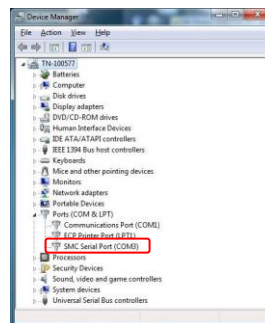 Device Manager
File Action View Help
TN-100577
Batteries
Computer
Disk drives
Display adapters
DVD/CD-ROM drives
Human Interface Devices
IDE ATA/ATAPI controllers
IEEE 1394 Bus host controllers
Keyboards
Mice and other pointing devices
Monitors
Network adapters
Portable Devices
Ports (COM & LPT)
Communications Port (COM1)
ECP Printer Port (LPT1)
SMC Serial Port (COM3)
Processors
Security Devices
Sound, video and game controllers
System devices
Universal Serial Bus controllers